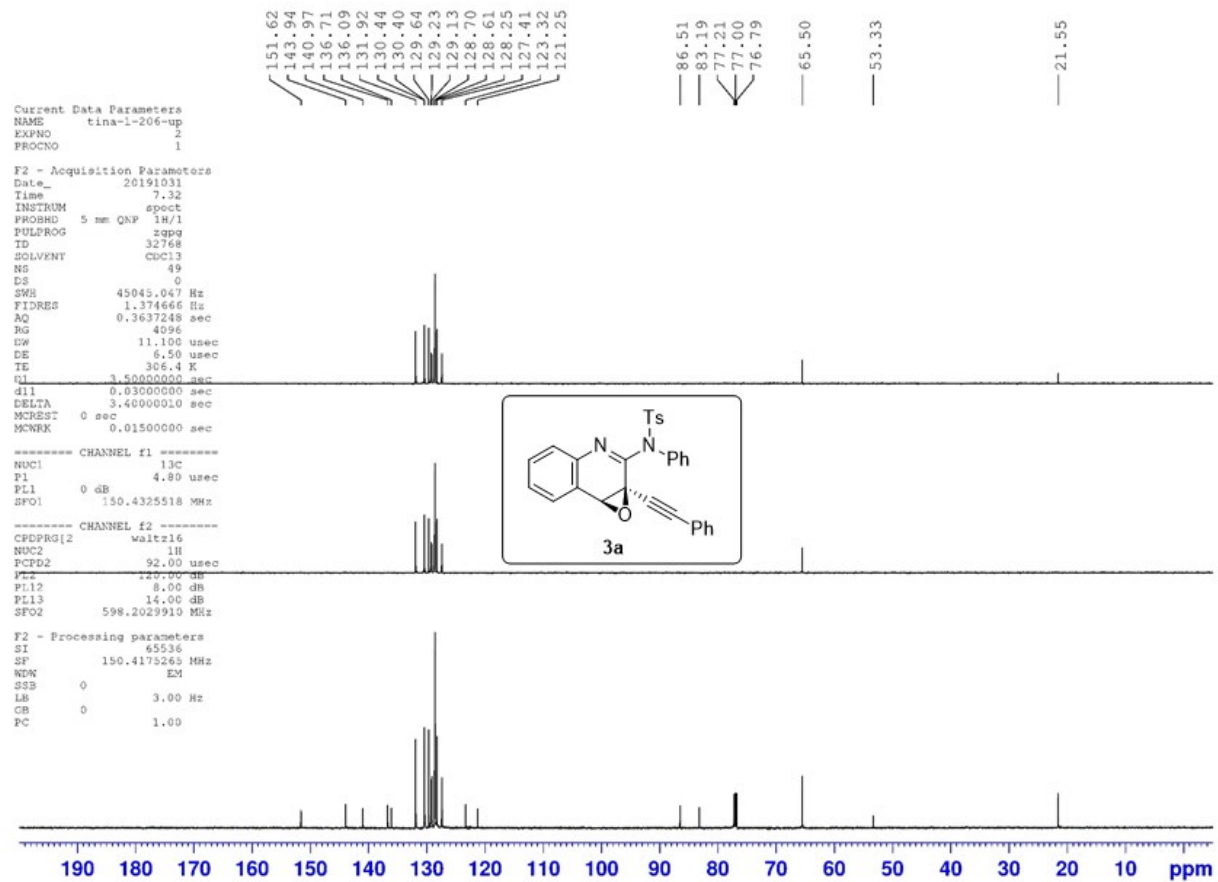 151.62
143.94
140.97
136.71
136.09
131.92
130.44
130.40
129.64
129.23
129.13
128.70
128.61
128.25
127.41
123.32
121.25
86.51
83.19
77.21
77.00
76.79
65.50
53.33
21.55
Current Data Parameters
NAME tina-1-206-up
EXPNO 2
PROCNO 1
F2 - Acquisition Parameters
Date_ 20191031
Time 7.32
INSTRUM spect
PROBHD 5 mm QNP 1H/1
PULPROG zgpg
TD 32768
SOLVENT CDCl3
NS 49
DS 0
SWH 45045.047 Hz
FIDRES 1.374666 Hz
AQ 0.3637248 sec
RG 4096
DW 11.100 usec
DE 6.50 usec
TE 306.4 K
D1 3.50000000 sec
d11 0.03000000 sec
DELTA 3.40000010 sec
MCREST 0 sec
MCWRK 0.01500000 sec
======== CHANNEL f1 ========
NUC1 13C
P1 4.80 usec
PL1 0 dB
SFO1 150.4325518 MHz
======== CHANNEL f2 ========
CPDPRG[2 waltz16
NUC2 1H
PCPD2 92.00 usec
PL2 120.00 dB
PL12 8.00 dB
PL13 14.00 dB
SFO2 598.2029910 MHz
F2 - Processing parameters
SI 65536
SF 150.4175265 MHz
WDW EM
SSB 0
LB 3.00 Hz
GB 0
PC 1.00
Ts
N
N
Ph
O
Ph
3a
190 180 170 160 150 140 130 120 110 100 90 80 70 60 50 40 30 20 10 ppm